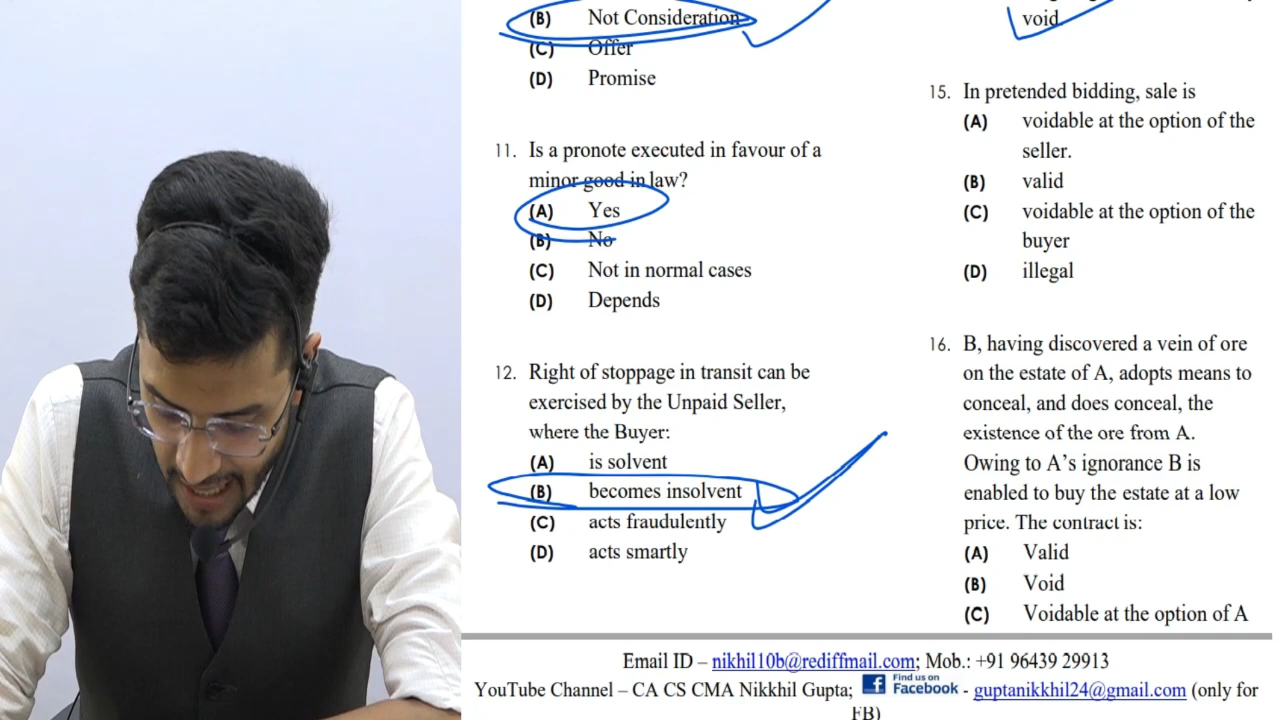 (B) Not Consideration
(C) Offer
(D) Promise
11. Is a pronote executed in favour of a
minor good in law?
(A) Yes
(B) No
(C) Not in normal cases
(D) Depends
12. Right of stoppage in transit can be
exercised by the Unpaid Seller,
where the Buyer:
(A) is solvent
(B) becomes insolvent
(C) acts fraudulently
(D) acts smartly
void
15. In pretended bidding, sale is
(A) voidable at the option of the
seller.
(B) valid
(C) voidable at the option of the
buyer
(D) illegal
16. B, having discovered a vein of ore
on the estate of A, adopts means to
conceal, and does conceal, the
existence of the ore from A.
Owing to A's ignorance B is
enabled to buy the estate at a low
price. The contract is:
(A) Valid
(B) Void
(C) Voidable at the option of A
Email ID – nikhil10b@rediffmail.com; Mob.: +91 96439 29913
YouTube Channel – CA CS CMA Nikkhil Gupta; Find us on Facebook - guptanikkhil24@gmail.com (only for
FB)